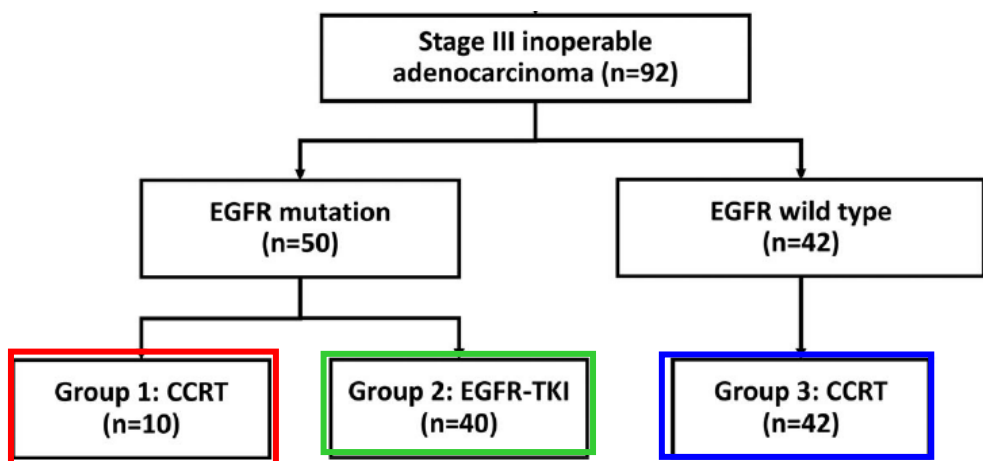 Stage III inoperable
adenocarcinoma (n=92)
EGFR mutation
(n=50)
EGFR wild type
(n=42)
Group 1: CCRT
(n=10)
Group 2: EGFR-TKI
(n=40)
Group 3: CCRT
(n=42)